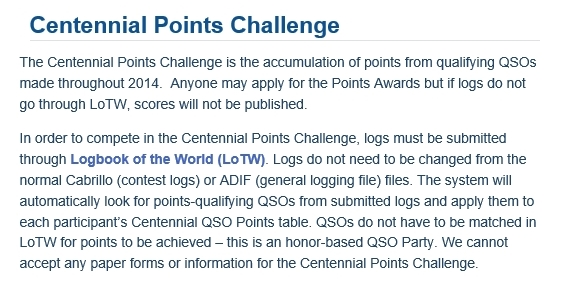 Centennial Points Challenge
The Centennial Points Challenge is the accumulation of points from qualifying QSOs
made throughout 2014.  Anyone may apply for the Points Awards but if logs do not
go through LoTW, scores will not be published.
In order to compete in the Centennial Points Challenge, logs must be submitted
through Logbook of the World (LoTW). Logs do not need to be changed from the
normal Cabrillo (contest logs) or ADIF (general logging file) files. The system will
automatically look for points-qualifying QSOs from submitted logs and apply them to
each participant's Centennial QSO Points table. QSOs do not have to be matched in
LoTW for points to be achieved – this is an honor-based QSO Party. We cannot
accept any paper forms or information for the Centennial Points Challenge.